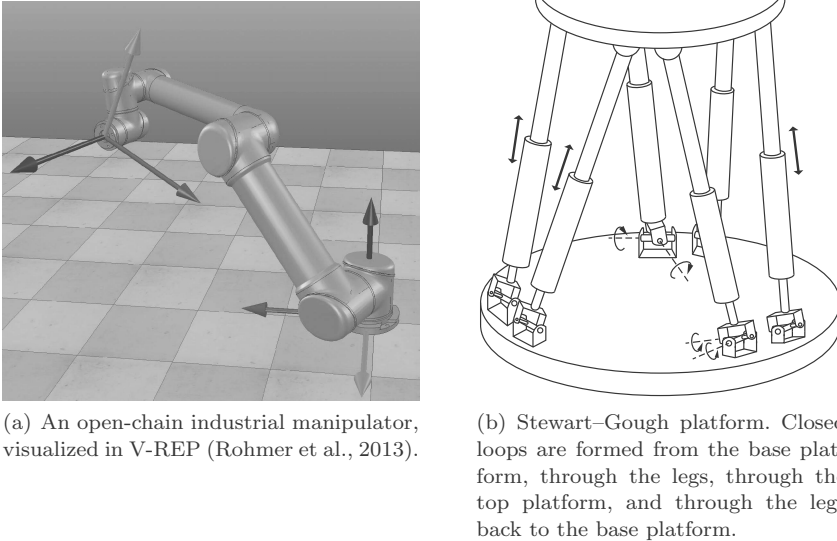 (a) An open-chain industrial manipulator,
visualized in V-REP (Rohmer et al., 2013).
(b) Stewart–Gough platform. Closed
loops are formed from the base plat
form, through the legs, through the
top platform, and through the leg
back to the base platform.